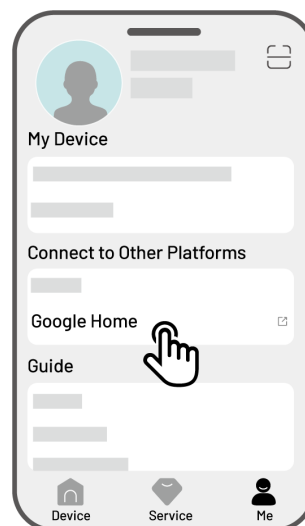 My Device
Connect to Other Platforms
Google Home
Guide
Device Service Me